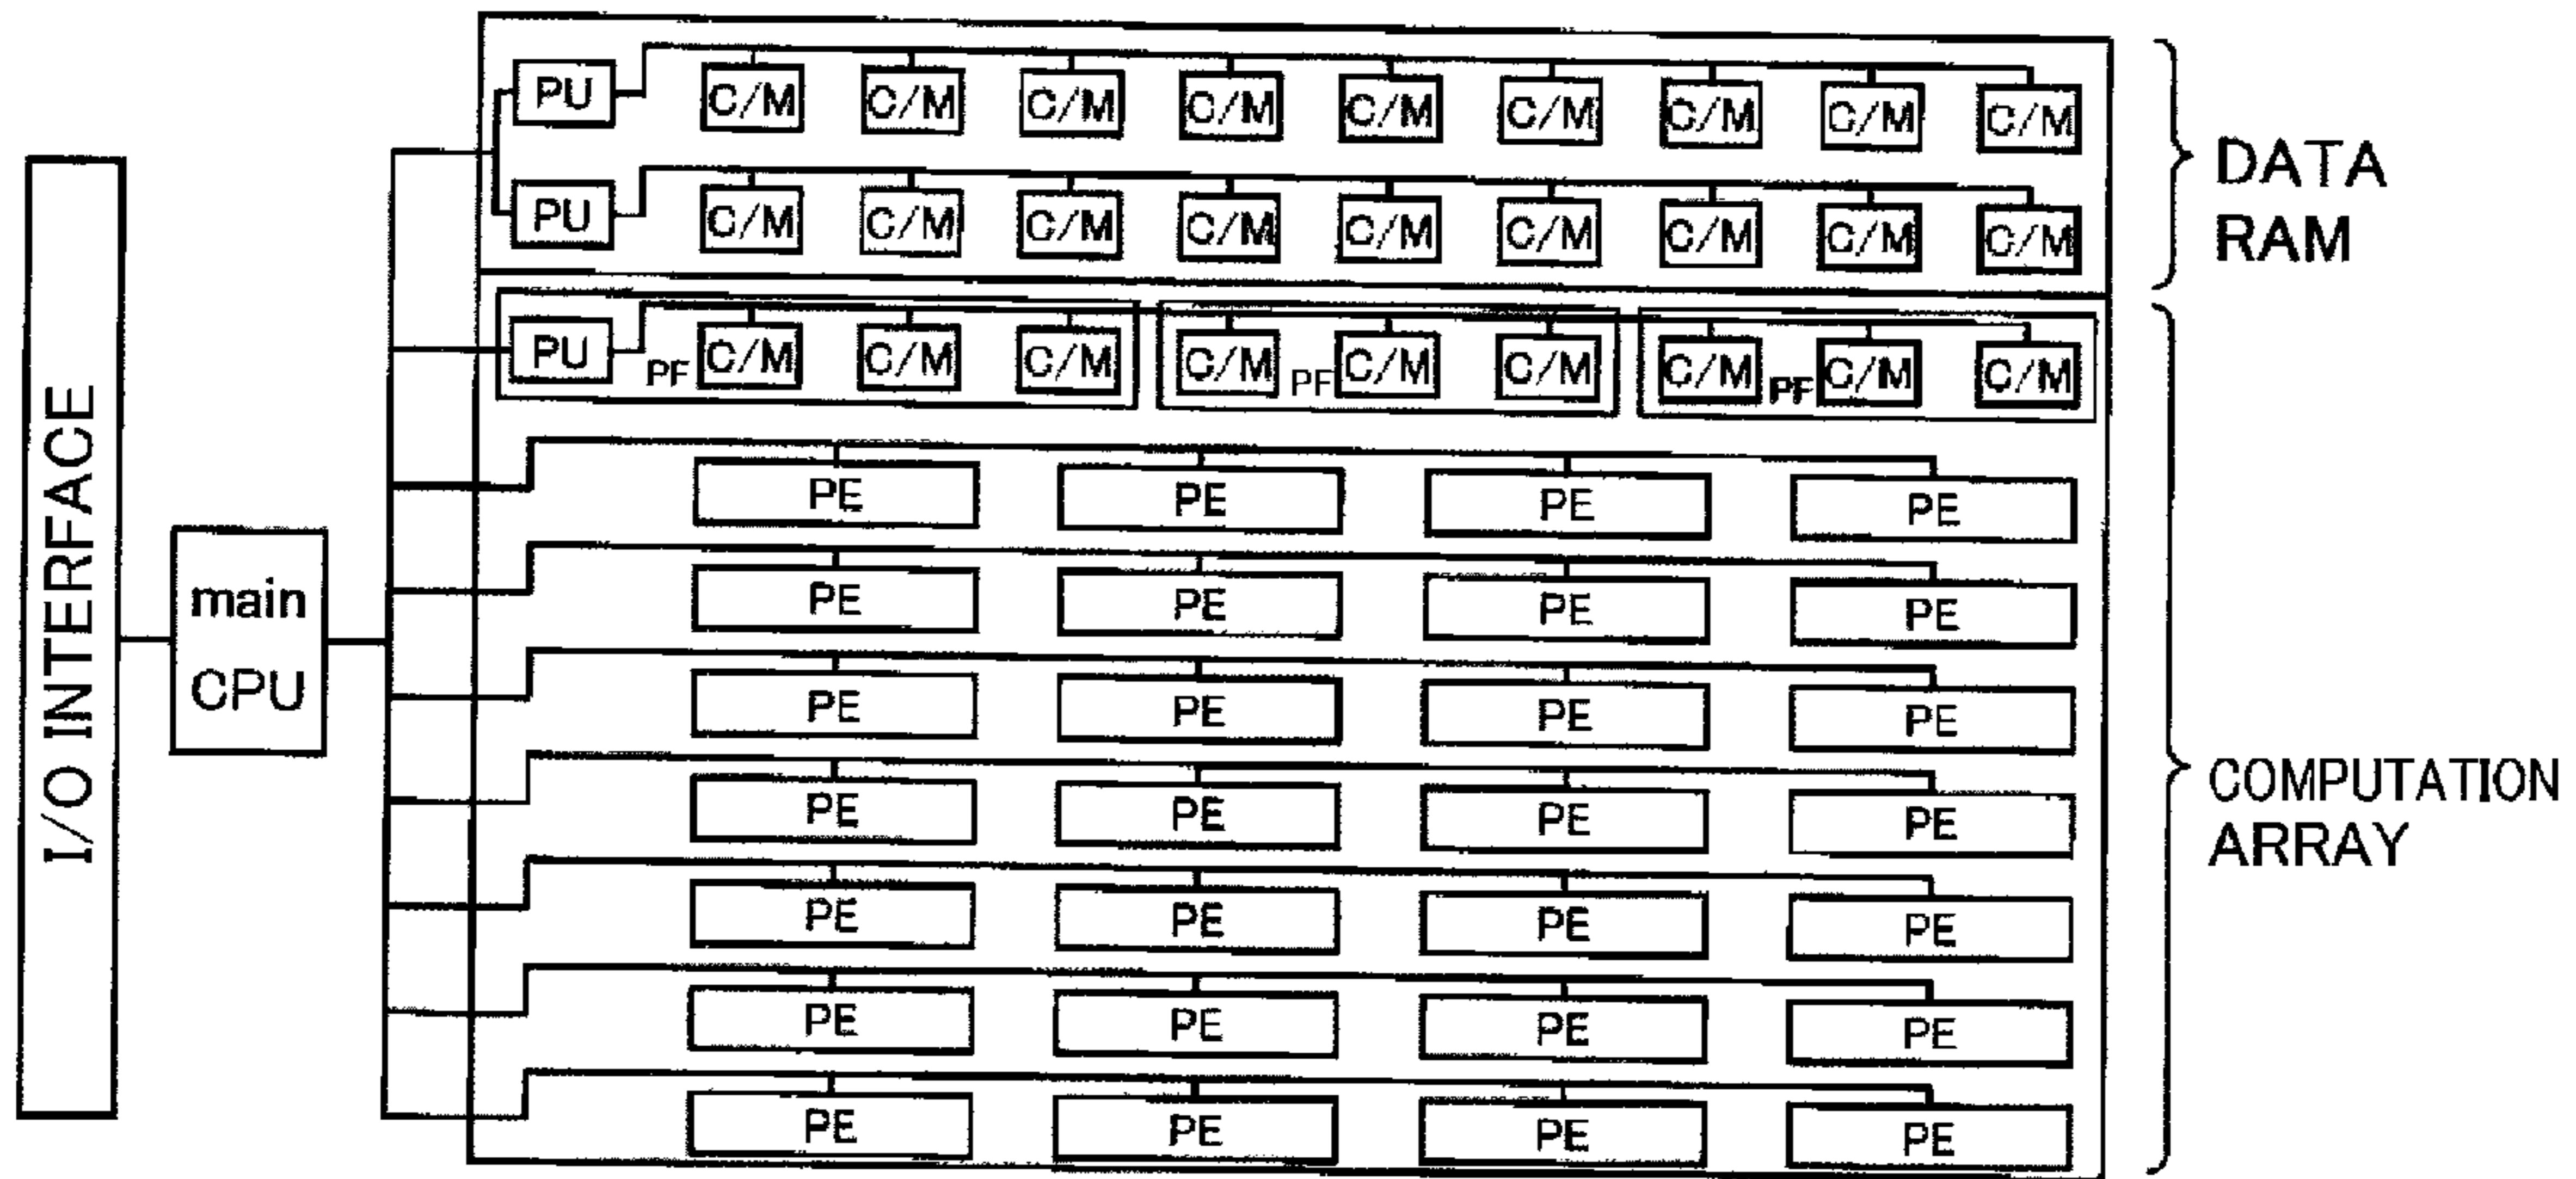 I/O INTERFACE
main
CPU
PU C/M C/M C/M C/M C/M C/M C/M C/M C/M
PU C/M C/M C/M C/M C/M C/M C/M C/M C/M
DATA
RAM
PU PF C/M C/M C/M C/M PF C/M C/M C/M PF C/M C/M
PE PE PE PE
PE PE PE PE
PE PE PE PE
PE PE PE PE
PE PE PE PE
PE PE PE PE
PE PE PE PE
COMPUTATION
ARRAY